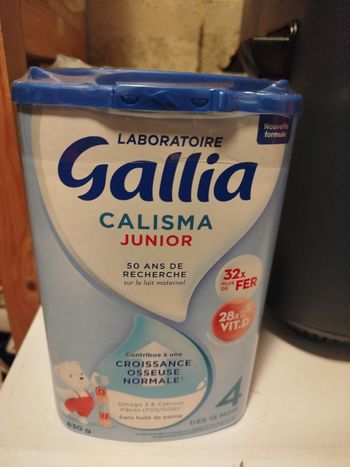 Nouvelle
formule
LABORATOIRE
Gallia
CALISMA
JUNIOR
50 ANS DE
RECHERCHE
sur le lait maternel
32x
PLUS
DE
FER
28x
VIT.D
Contribue à une
CROISSANCE
OSSEUSE
NORMALE
Omega 3 & Calcium
Fibres (FOS/GOS)
Sans huile de palme
4
DÈS 18 MOIS
830 g